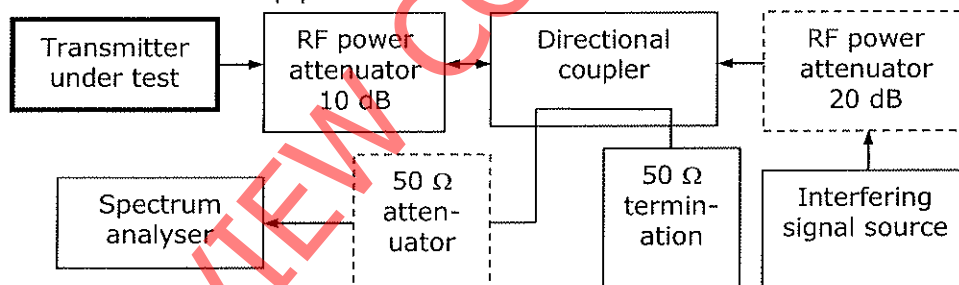 Transmitter
under test
RF power
attenuator
10 dB
Directional
coupler
RF power
attenuator
20 dB
Spectrum
analyser
50 Ω
atten-
uator
50 Ω
termin-
ation
Interfering
signal source